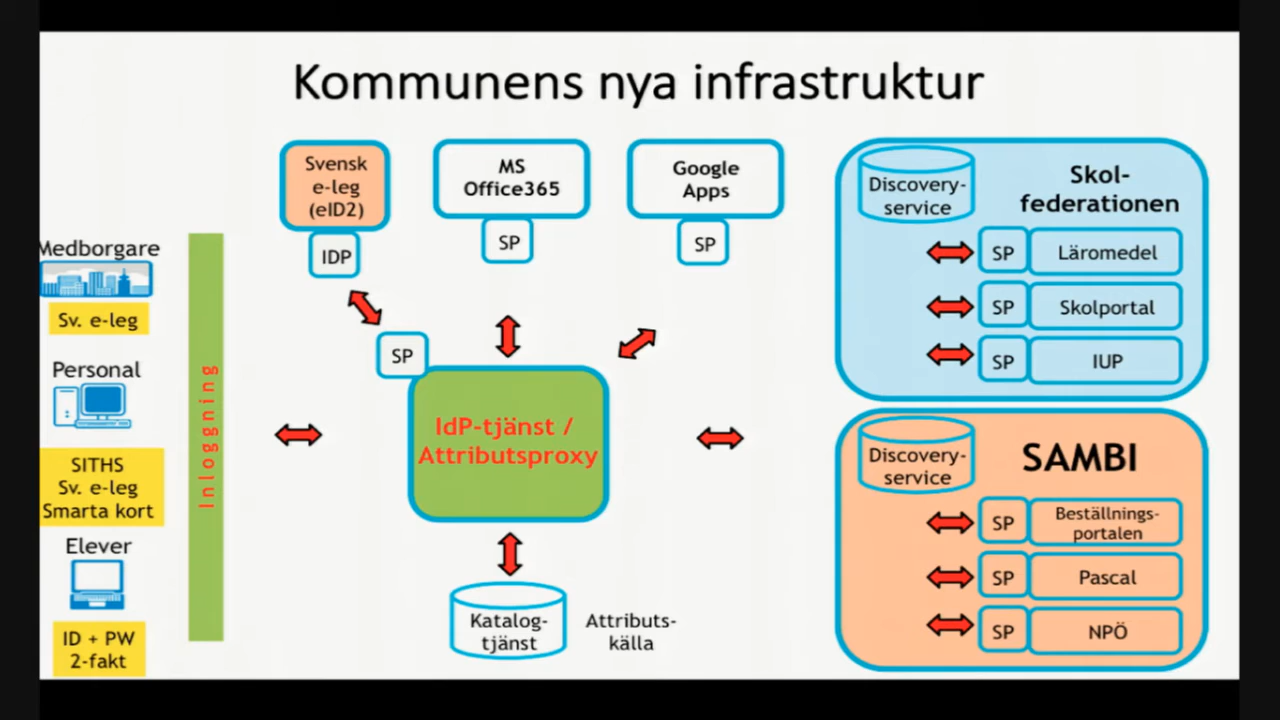 Kommunens nya infrastruktur
Medborgare
Sv. e-leg
Personal
SITHS
Sv. e-leg
Smarta kort
Elever
ID + PW
2-fakt
Inloggning
Svensk
e-leg
(eID2)
IDP
SP
MS
Office365
SP
Google
Apps
SP
IdP-tjänst /
Attributsproxy
Katalog-
tjänst
Attributs-
källa
Discovery-
service
Skol-
federationen
SP
Läromedel
SP
Skolportal
SP
IUP
Discovery-
service
SAMBI
SP
Beställnings-
portalen
SP
Pascal
SP
NPÖ